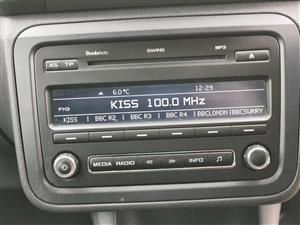 ŠkodaAuto SWING MP3
AS TP
6.0°C 12:29
FM3 KISS 100.0 MHz
KISS BBC R2 BBC R3 BBC R4 BBCLONDN BBCSURRY
MEDIA RADIO INFO